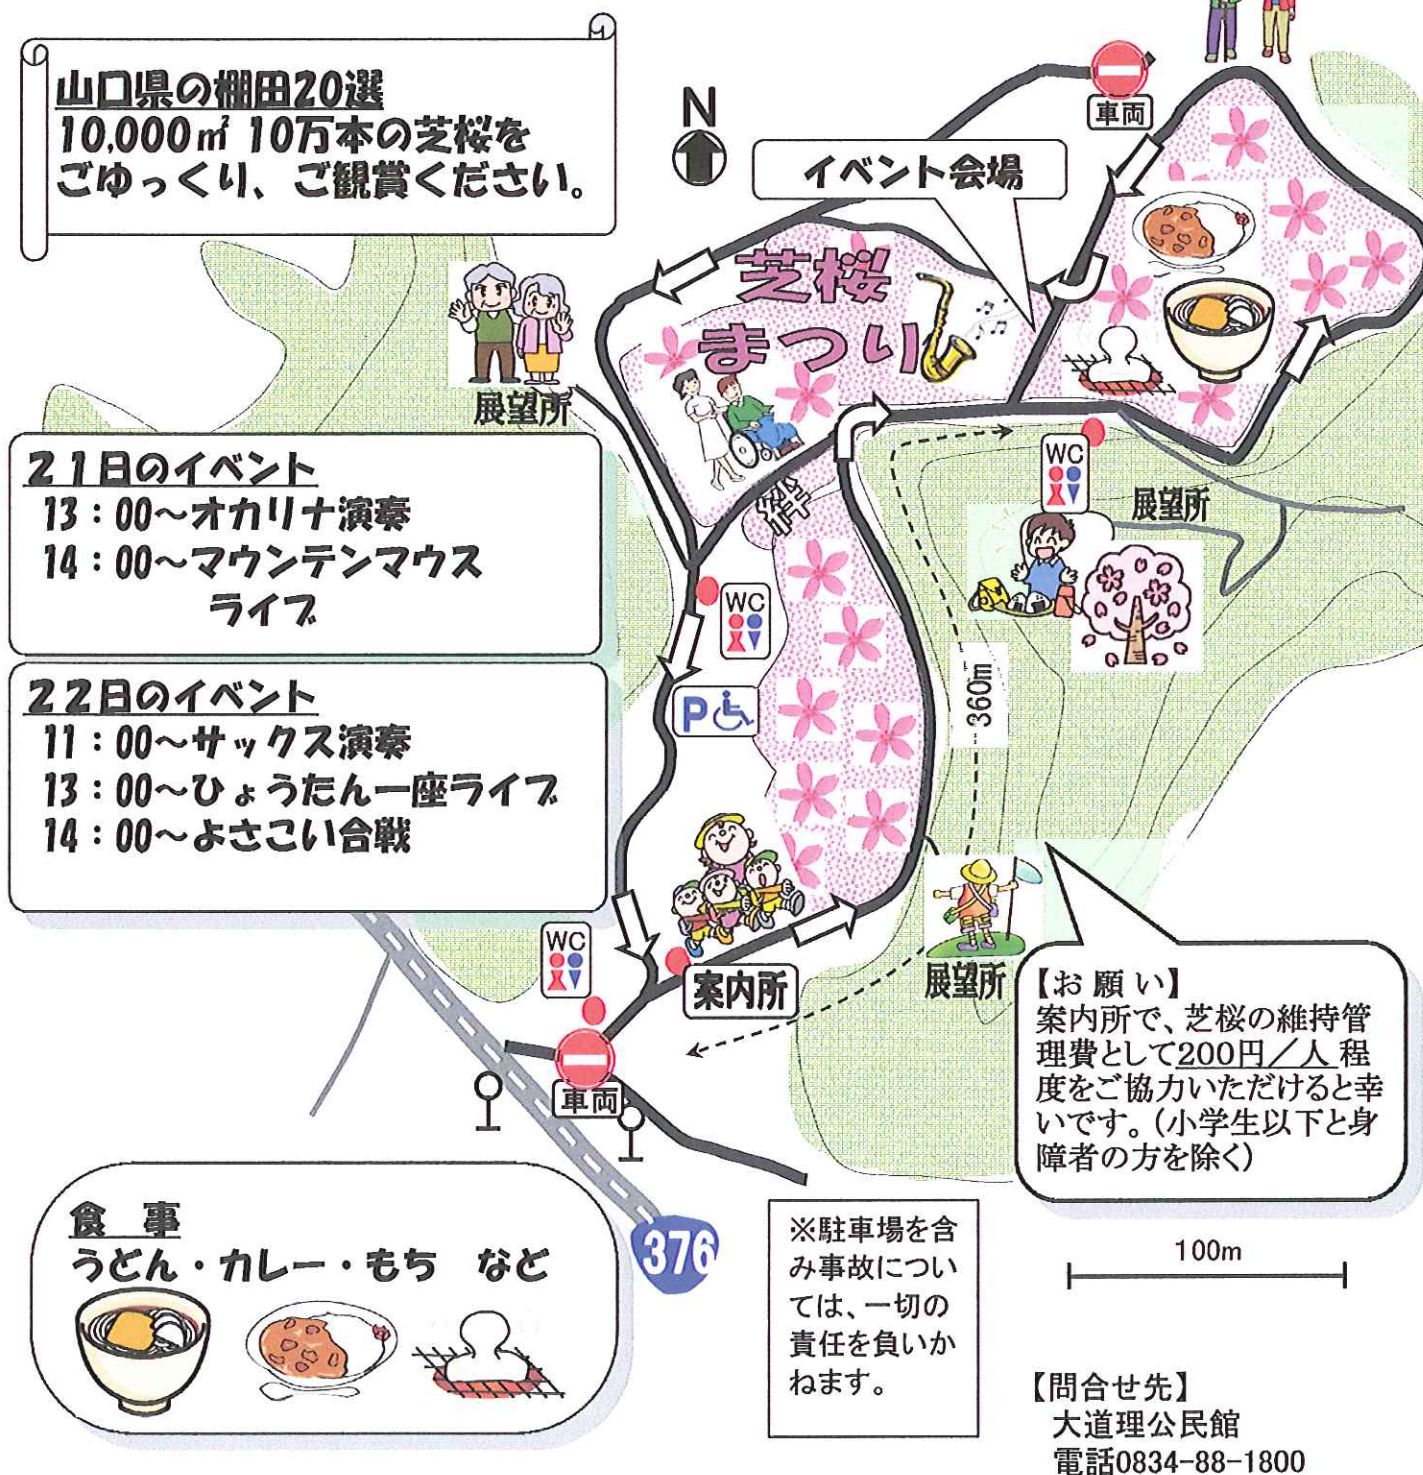 山口県の棚田20選
10,000㎡ 10万本の芝桜を
ごゆっくり、ご観賞ください。
N
車両
イベント会場
芝桜
まつり
展望所
絆
WC
展望所
21日のイベント
13：00～オカリナ演奏
14：00～マウンテンマウス
ライブ
WC
P
360m
22日のイベント
11：00～サックス演奏
13：00～ひょうたん一座ライブ
14：00～よさこい合戦
WC
案内所
展望所
車両
【お 願 い】
案内所で、芝桜の維持管
理費として200円／人 程
度をご協力いただけると幸
いです。（小学生以下と身
障者の方を除く）
食　事
うどん・カレー・もち　など
376
※駐車場を含
み事故につい
ては、一切の
責任を負いか
ねます。
100m
【問合せ先】
大道理公民館
電話0834-88-1800